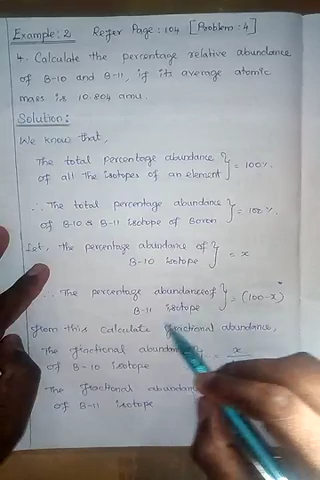 Example: 2 Refer Page: 104 [Problem: 4]
4. Calculate the percentage relative abundance
of B-10 and B-11, if its average atomic
mass is 10.804 amu.
Solution:
We know that,
The total percentage abundance
of all the isotopes of an element } = 100%
∴ The total percentage abundance
of B-10 & B-11 isotope of Boron } = 100%.
Let, the percentage abundance of
B-10 isotope } = x
∴ The percentage abundance of
B-11 isotope } = (100-x)
From this calculate fractional abundance,
The fractional abundance
of B-10 isotope x
The fractional abundance
of B-11 isotope